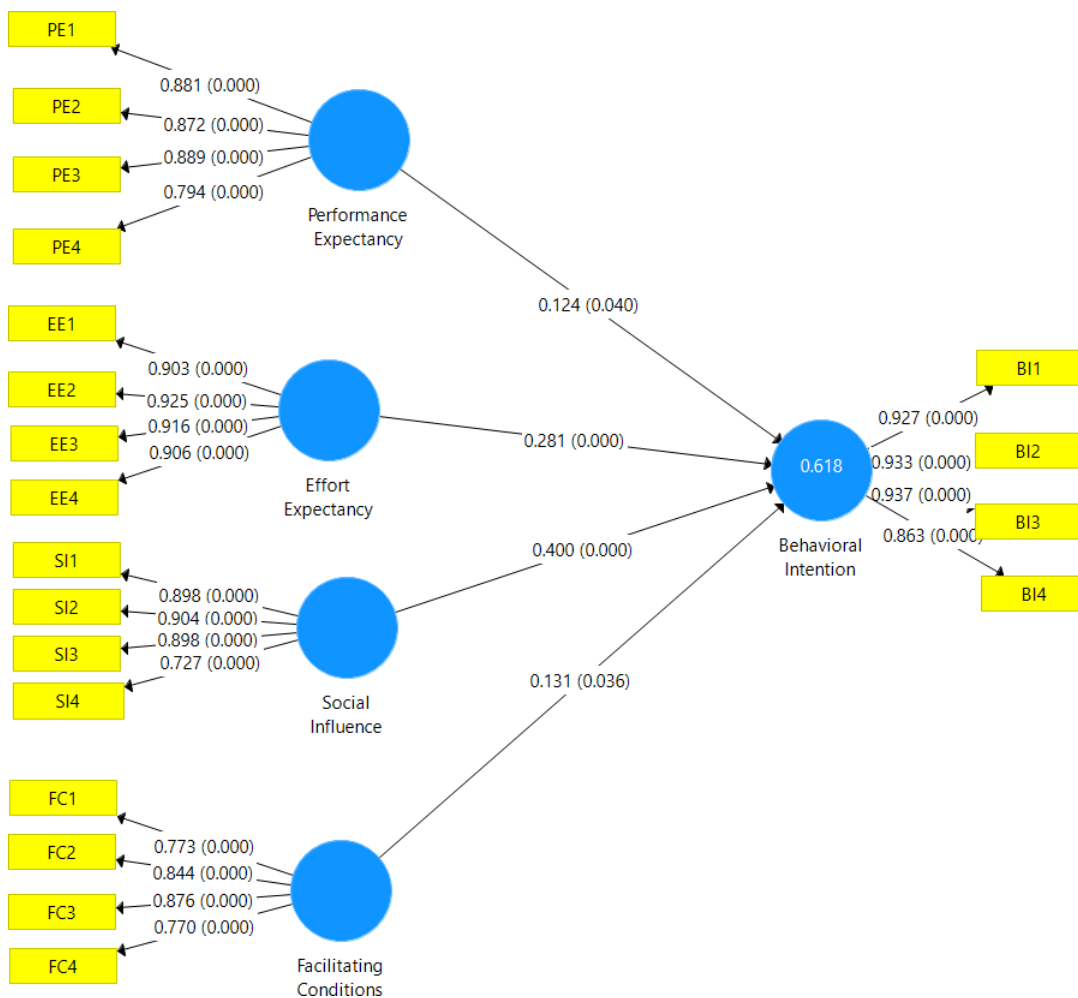 PE1
0.881 (0.000)
PE2
0.872 (0.000)
PE3
0.889 (0.000)
0.794 (0.000)
PE4
Performance
Expectancy
0.124 (0.040)
EE1
0.903 (0.000)
EE2
0.925 (0.000)
EE3
0.916 (0.000)
0.906 (0.000)
EE4
Effort
Expectancy
0.281 (0.000)
SI1
0.898 (0.000)
SI2
0.904 (0.000)
SI3
0.898 (0.000)
0.727 (0.000)
SI4
Social
Influence
0.400 (0.000)
FC1
0.773 (0.000)
FC2
0.844 (0.000)
FC3
0.876 (0.000)
0.770 (0.000)
FC4
Facilitating
Conditions
0.131 (0.036)
0.618
Behavioral
Intention
BI1
0.927 (0.000)
BI2
0.933 (0.000)
0.937 (0.000)
BI3
0.863 (0.000)
BI4